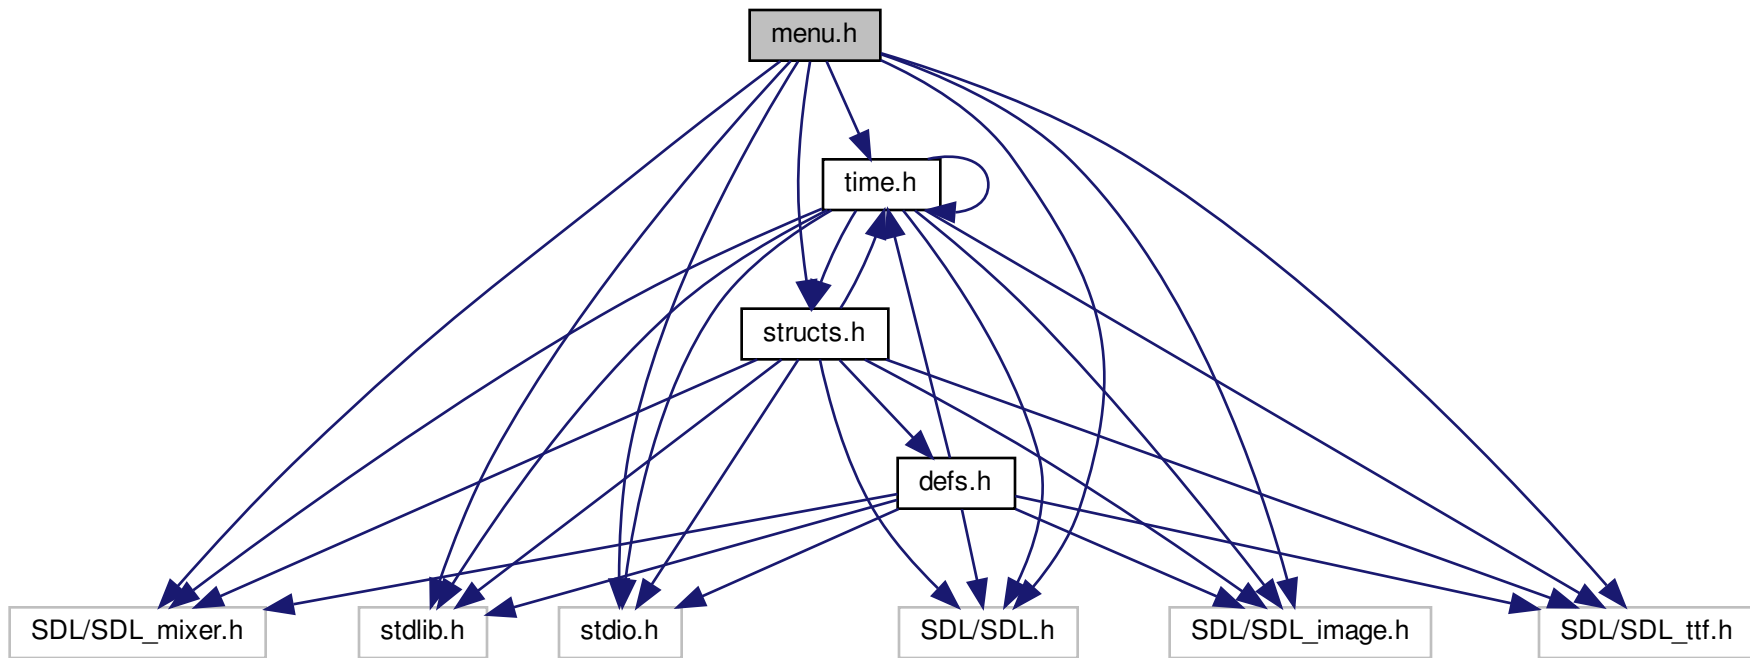 menu.h
time.h
structs.h
defs.h
SDL/SDL_mixer.h
stdlib.h
stdio.h
SDL/SDL.h
SDL/SDL_image.h
SDL/SDL_ttf.h